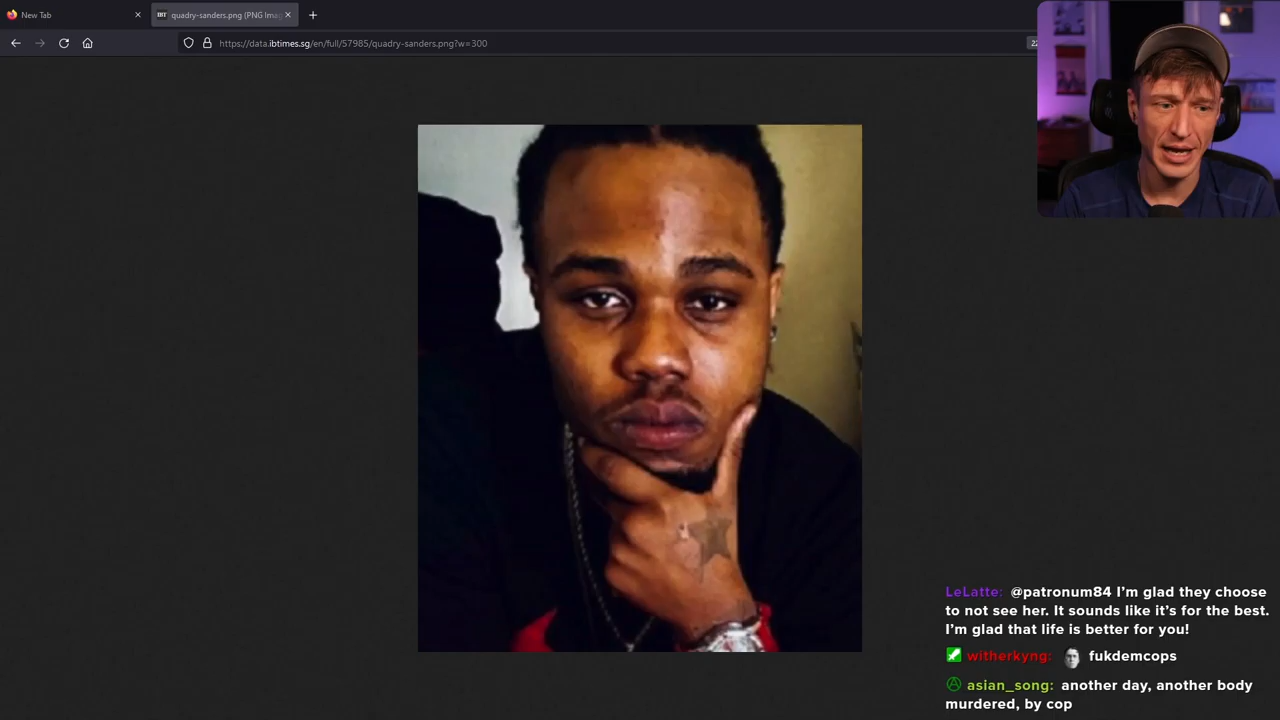 New Tab
quadry-sanders.png (PNG Imag
https://data.ibtimes.sg/en/full/57985/quadry-sanders.png?w=300
LeLatte: @patronum84 I'm glad they choose
to not see her. It sounds like it's for the best.
I'm glad that life is better for you!
witherkyng: fukdemcops
asian_song: another day, another body
murdered, by cop